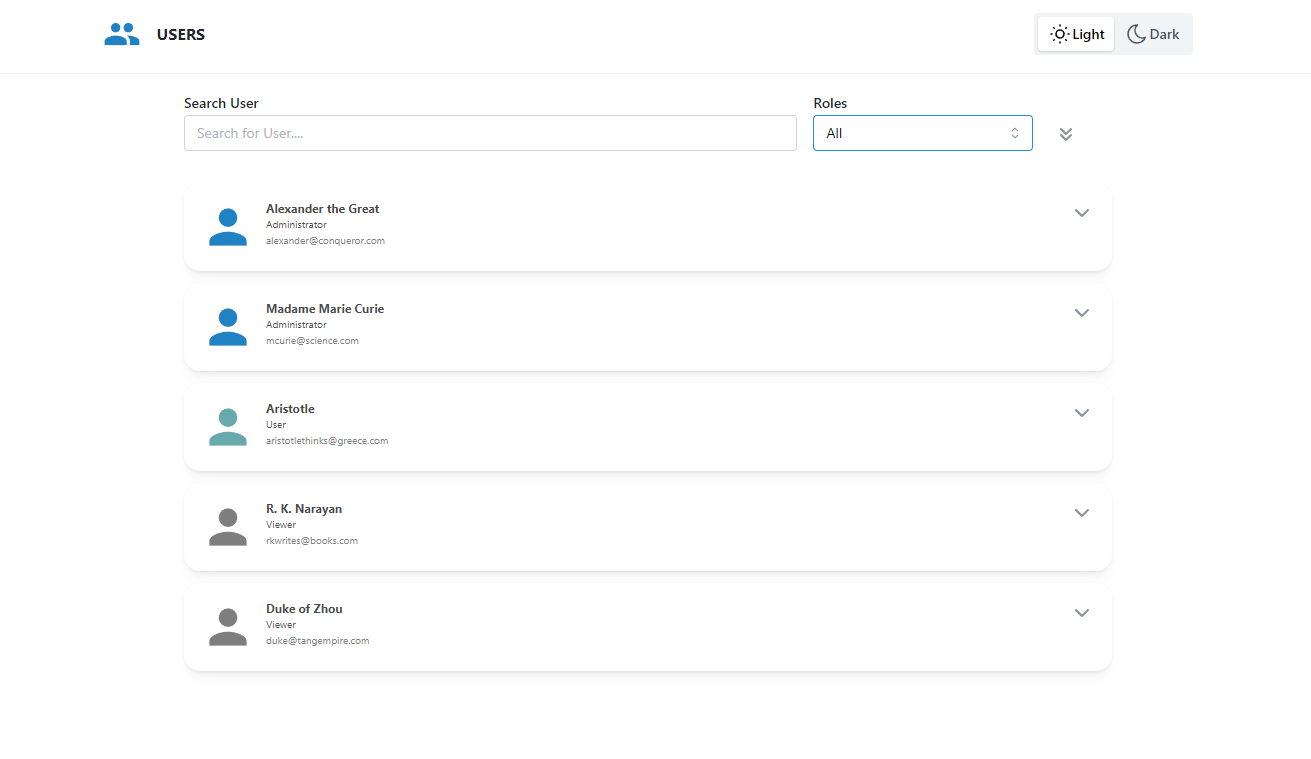 USERS
Light
Dark
Search User
Roles
Search for User....
All
Alexander the Great
Administrator
alexander@conqueror.com
Madame Marie Curie
Administrator
mcurie@science.com
Aristotle
User
aristotlethinks@greece.com
R. K. Narayan
Viewer
rkwrites@books.com
Duke of Zhou
Viewer
duke@tangempire.com